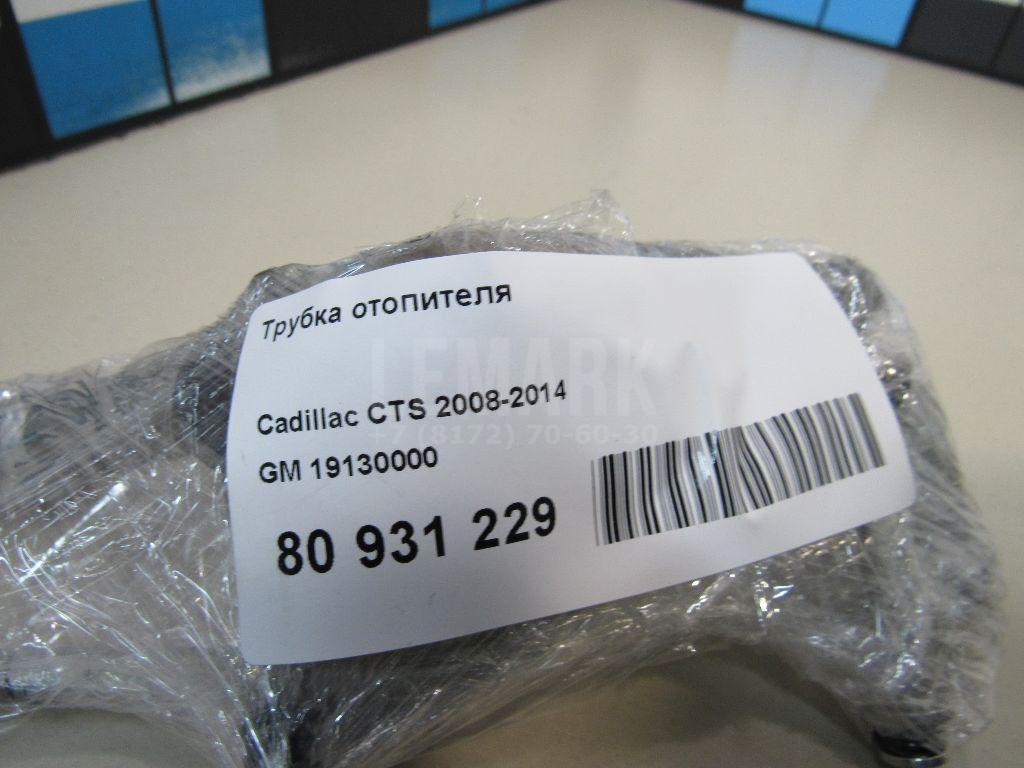 Трубка отопителя
LEMARK
Cadillac CTS 2008-2014
+7 (8172) 70-60-30
GM 19130000
80 931 229